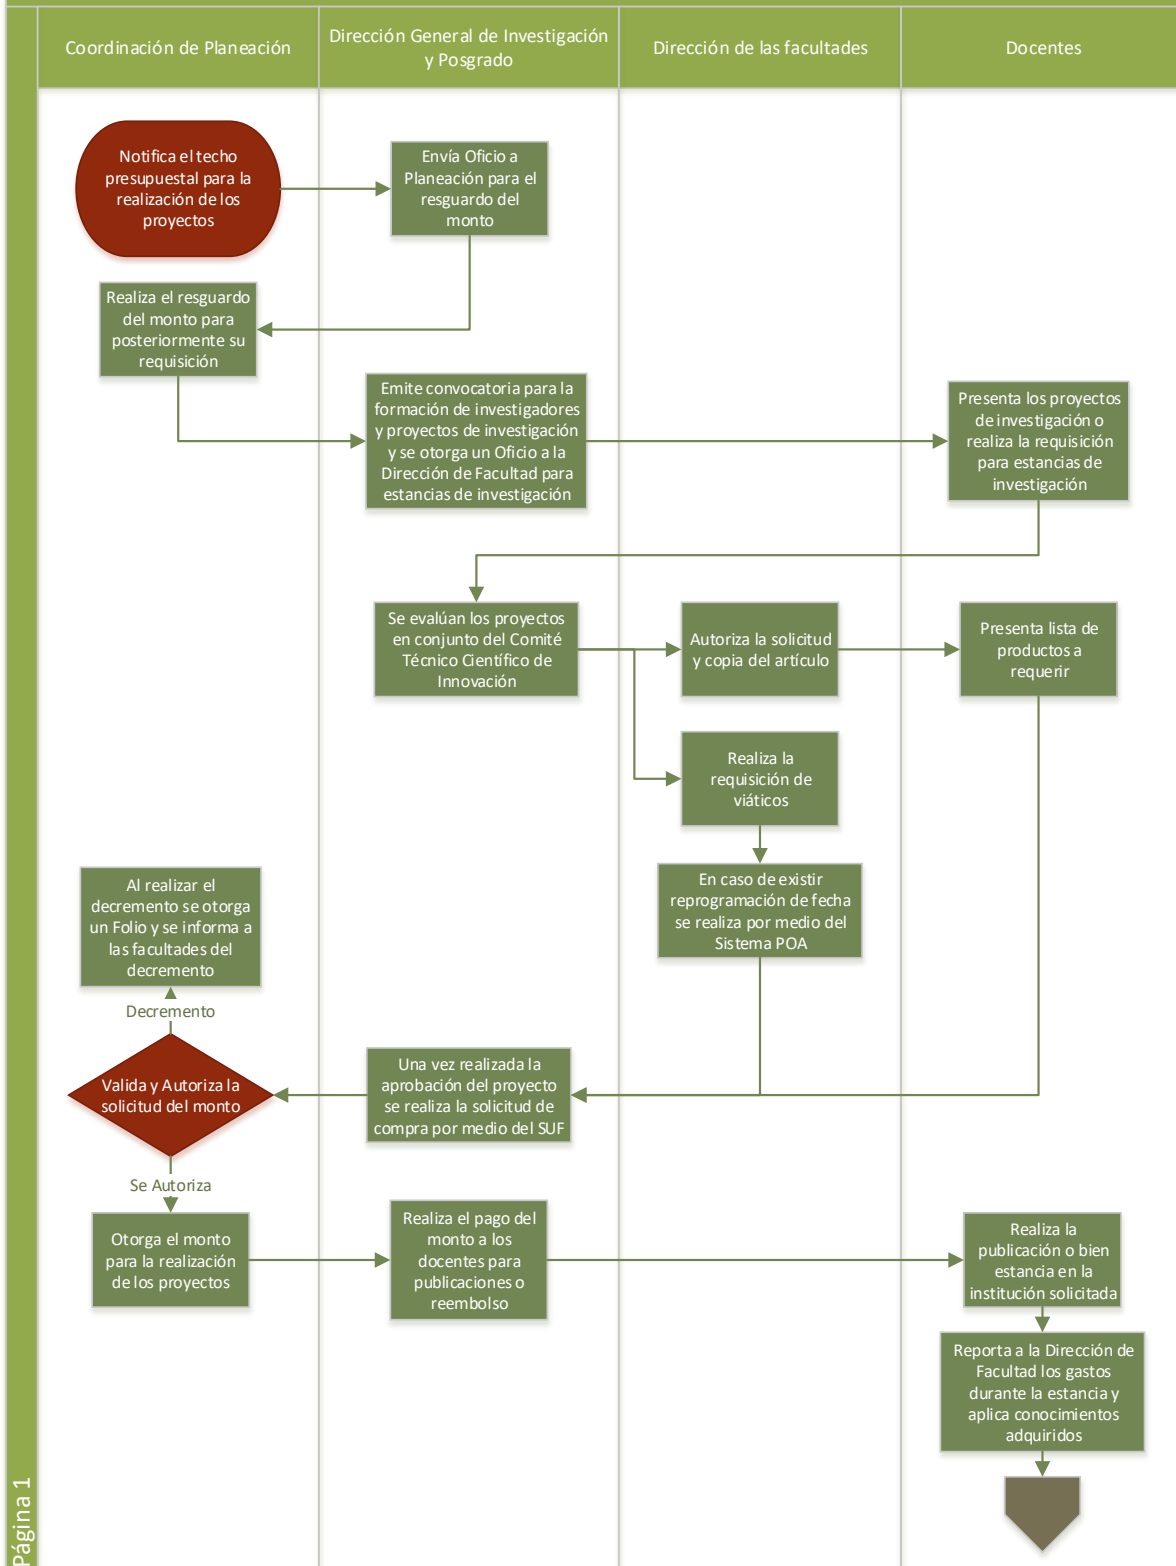 Coordinación de Planeación
Dirección General de Investigación
y Posgrado
Dirección de las facultades
Docentes
Notifica el techo
presupuestal para la
realización de los
proyectos
Envía Oficio a
Planeación para el
resguardo del
monto
Realiza el resguardo
del monto para
posteriormente su
requisición
Emite convocatoria para la
formación de investigadores
y proyectos de investigación
y se otorga un Oficio a la
Dirección de Facultad para
estancias de investigación
Presenta los proyectos
de investigación o
realiza la requisición
para estancias de
investigación
Se evalúan los proyectos
en conjunto del Comité
Técnico Científico de
Innovación
Autoriza la solicitud
y copia del artículo
Presenta lista de
productos a
requerir
Realiza la
requisición de
viáticos
En caso de existir
reprogramación de fecha
se realiza por medio del
Sistema POA
Al realizar el
decremento se otorga
un Folio y se informa a
las facultades del
decremento
Decremento
Valida y Autoriza la
solicitud del monto
Una vez realizada la
aprobación del proyecto
se realiza la solicitud de
compra por medio del SUF
Se Autoriza
Otorga el monto
para la realización
de los proyectos
Realiza el pago del
monto a los
docentes para
publicaciones o
reembolso
Realiza la
publicación o bien
estancia en la
institución solicitada
Reporta a la Dirección de
Facultad los gastos
durante la estancia y
aplica conocimientos
adquiridos
Página 1